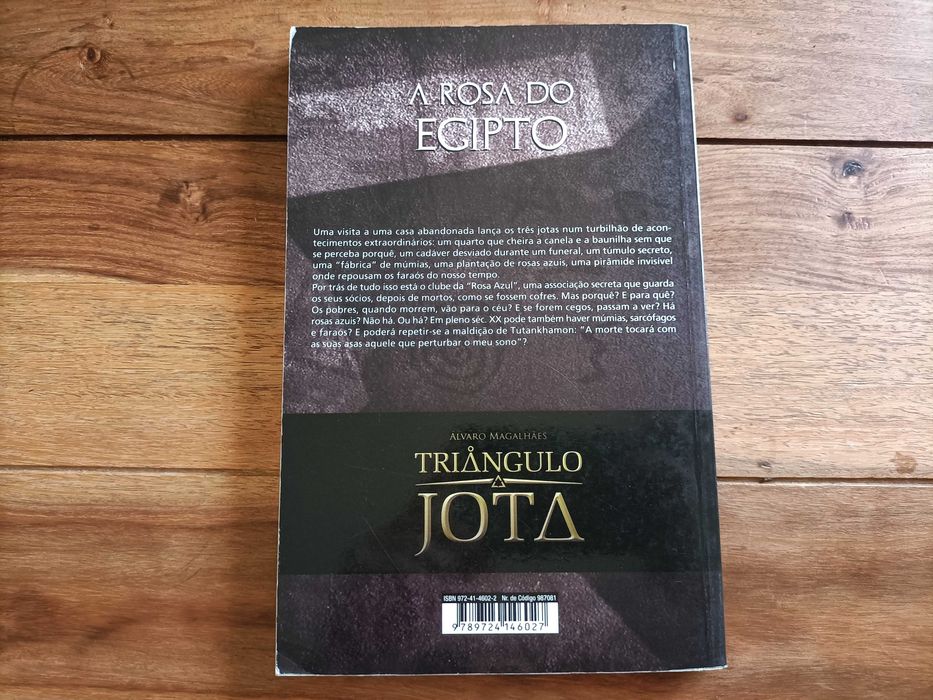 A ROSA DO
EGIPTO
Uma visita a uma casa abandonada lança os três jotas num turbilhão de acon-
tecimentos extraordinários: um quarto que cheira a canela e a baunilha sem que
se perceba porquê, um cadáver desviado durante um funeral, um túmulo secreto,
uma “fábrica” de múmias, uma plantação de rosas azuis, uma pirâmide invisível
onde repousam os faraós do nosso tempo.
Por trás de tudo isso está o clube da “Rosa Azul”, uma associação secreta que guarda
os seus sócios, depois de mortos, como se fossem cofres. Mas porquê? E para quê?
Os pobres, quando morrem, vão para o céu? E se forem cegos, passam a ver? Há
rosas azuis? Não há. Ou há? Em pleno séc. XX pode também haver múmias, sarcófagos
e faraós? E poderá repetir-se a maldição de Tutankhamon: “A morte tocará com
as suas asas aquele que perturbar o meu sono”?
ÁLVARO MAGALHÃES
TRIÂNGULO
JOTA
ISBN 972-41-4602-2 Nr. de Código 987081
9789724146027